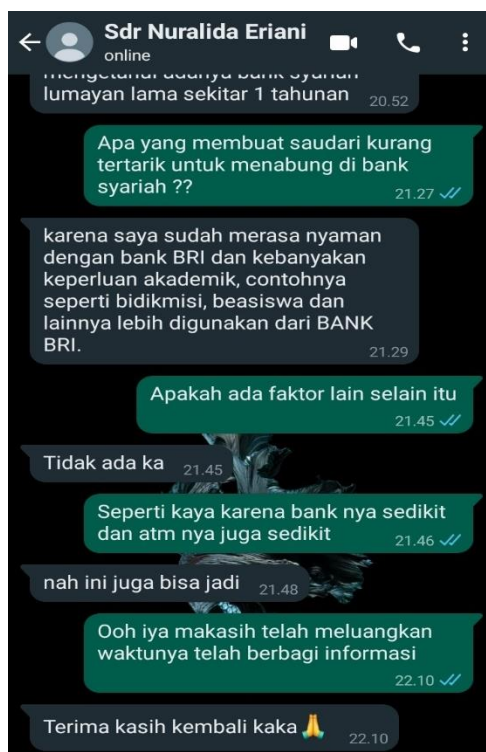 Sdr Nuralida Eriani
online
mengetahui adanya bank syariah
lumayan lama sekitar 1 tahunan 20.52
Apa yang membuat saudari kurang
tertarik untuk menabung di bank
syariah ??
21.27
karena saya sudah merasa nyaman
dengan bank BRI dan kebanyakan
keperluan akademik, contohnya
seperti bidikmisi, beasiswa dan
lainnya lebih digunakan dari BANK
BRI.
21.29
Apakah ada faktor lain selain itu
21.45
Tidak ada ka 21.45
Seperti kaya karena bank nya sedikit
dan atm nya juga sedikit 21.46
nah ini juga bisa jadi 21.48
Ooh iya makasih telah meluangkan
waktunya telah berbagi informasi
22.10
Terima kasih kembali kaka🙏 22.10